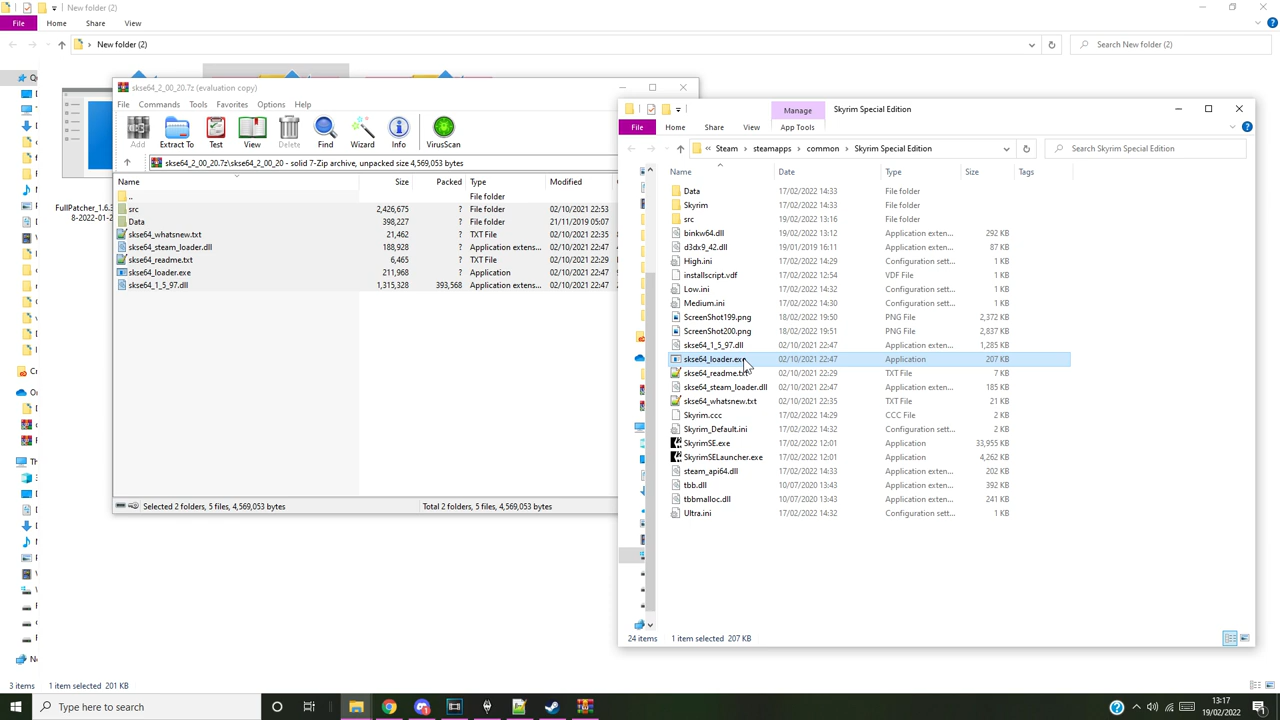 New folder (2)
File Home Share View
New folder (2)
Search New folder (2)
FullPatcher_1.6.3
8-2022-01-2
3 items 1 item selected 201 KB
skse64_2_00_20.7z (evaluation copy)
File Commands Tools Favorites Options Help
Add Extract To Test View Delete Find Wizard Info VirusScan
skse64_2_00_20.7z\skse64_2_00_20 - solid 7-Zip archive, unpacked size 4,569,053 bytes
Name Size Packed Type Modified
.. File folder
src 2,426,675 ? File folder 02/10/2021 22:53
Data 398,227 ? File folder 21/11/2019 05:07
skse64_whatsnew.txt 21,462 ? TXT File 02/10/2021 22:35
skse64_steam_loader.dll 188,928 ? Application extens... 02/10/2021 22:47
skse64_readme.txt 6,465 ? TXT File 02/10/2021 22:29
skse64_loader.exe 211,968 ? Application 02/10/2021 22:47
skse64_1_5_97.dll 1,315,328 393,568 Application extens... 02/10/2021 22:47
Selected 2 folders, 5 files, 4,569,053 bytes Total 2 folders, 5 files, 4,569,053 bytes
Manage Skyrim Special Edition
File Home Share View App Tools
« Steam > steamapps > common > Skyrim Special Edition
Search Skyrim Special Edition
Name Date Type Size Tags
Data 17/02/2022 14:33 File folder
Skyrim 17/02/2022 14:33 File folder
src 19/02/2022 13:16 File folder
binkw64.dll 17/02/2022 13:12 Application exten... 292 KB
d3dx9_42.dll 19/01/2019 16:11 Application exten... 87 KB
High.ini 17/02/2022 14:31 Configuration sett...
installscript.vdf 17/02/2022 12:54 VDF File
Low.ini 17/02/2022 14:31 Configuration sett...
Medium.ini 17/02/2022 14:30 Configuration sett...
ScreenShot199.png 18/02/2022 19:50 PNG File 2,372 KB
ScreenShot200.png 18/02/2022 19:51 PNG File 2,837 KB
skse64_1_5_97.dll 02/10/2021 22:47 Application exten... 1,285 KB
skse64_loader.exe 02/10/2021 22:47 Application 207 KB
skse64_readme.txt 02/10/2021 22:29 TXT File 7 KB
skse64_steam_loader.dll 02/10/2021 22:47 Application exten... 185 KB
skse64_whatsnew.txt 02/10/2021 22:35 TXT File 21 KB
Skyrim.ccc 17/02/2022 14:29 CCC File 2 KB
Skyrim_Default.ini 17/02/2022 14:32 Configuration sett... 2 KB
SkyrimSE.exe 17/02/2022 12:01 Application 33,955 KB
SkyrimSELauncher.exe 17/02/2022 12:01 Application 4,262 KB
steam_api64.dll 17/02/2022 14:33 Application exten... 202 KB
tbb.dll 10/07/2020 13:43 Application exten... 392 KB
tbbmalloc.dll 10/07/2020 13:43 Application exten... 241 KB
Ultra.ini 17/02/2022 14:32 Configuration sett... 1 KB
24 items 1 item selected 207 KB
Type here to search
13:17
19/02/2022